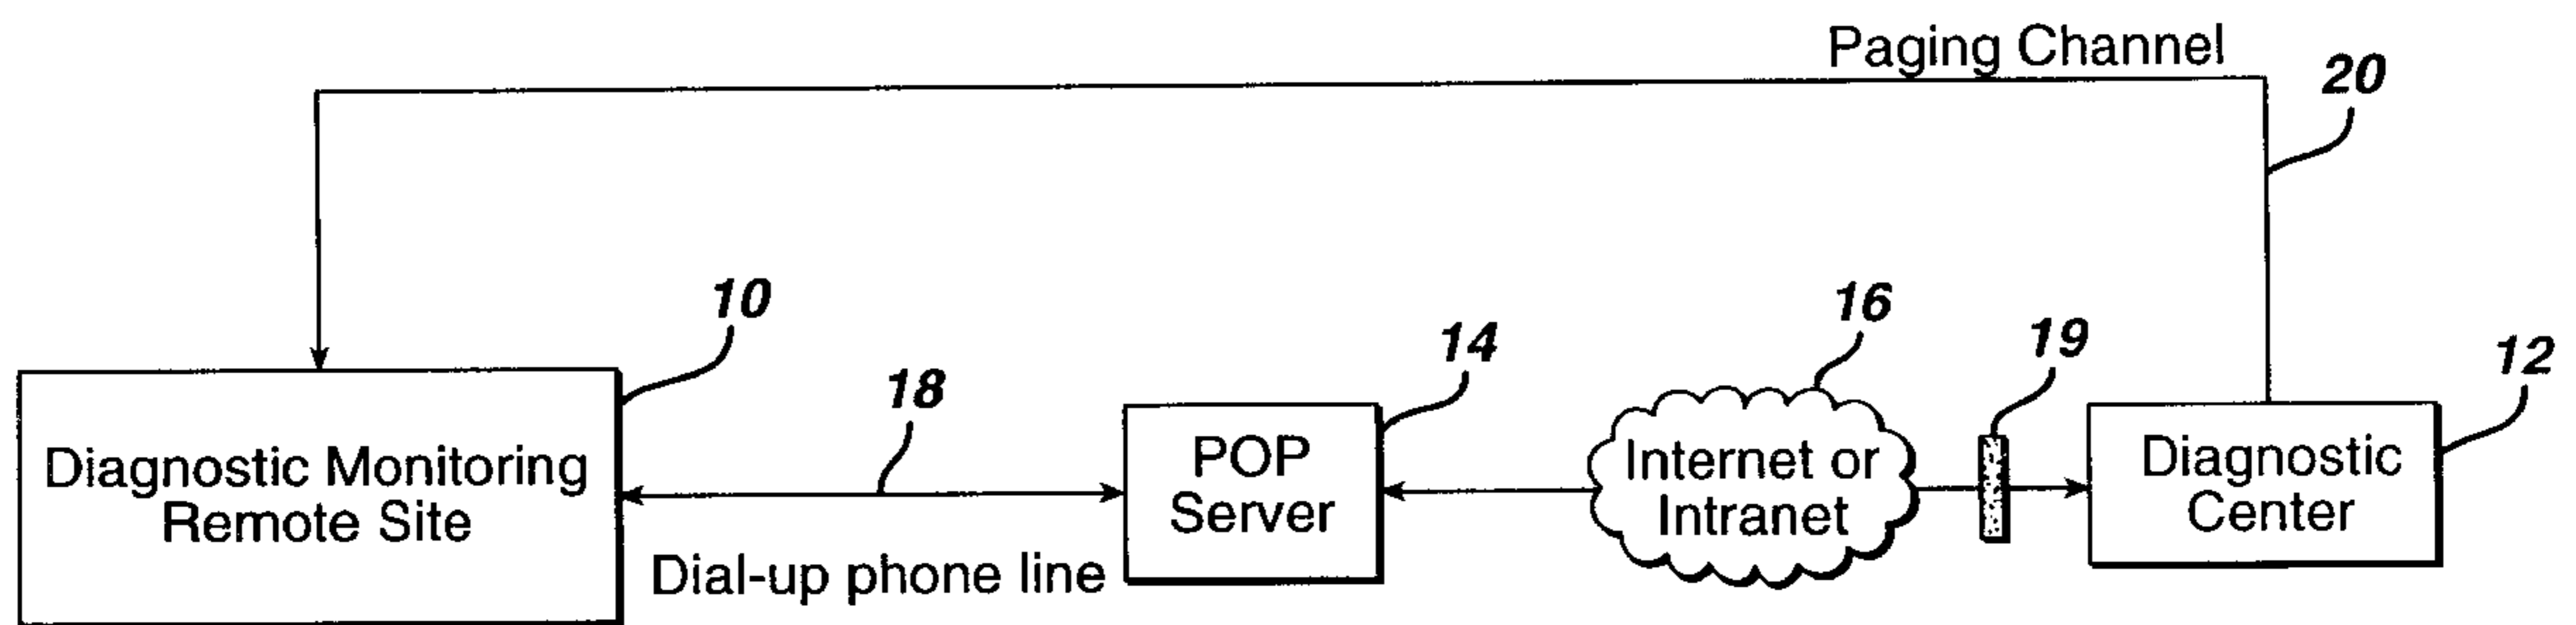 Paging Channel
20
10
18
14
16
19
12
Diagnostic Monitoring
Remote Site
Dial-up phone line
POP
Server
Internet or
Intranet
Diagnostic
Center